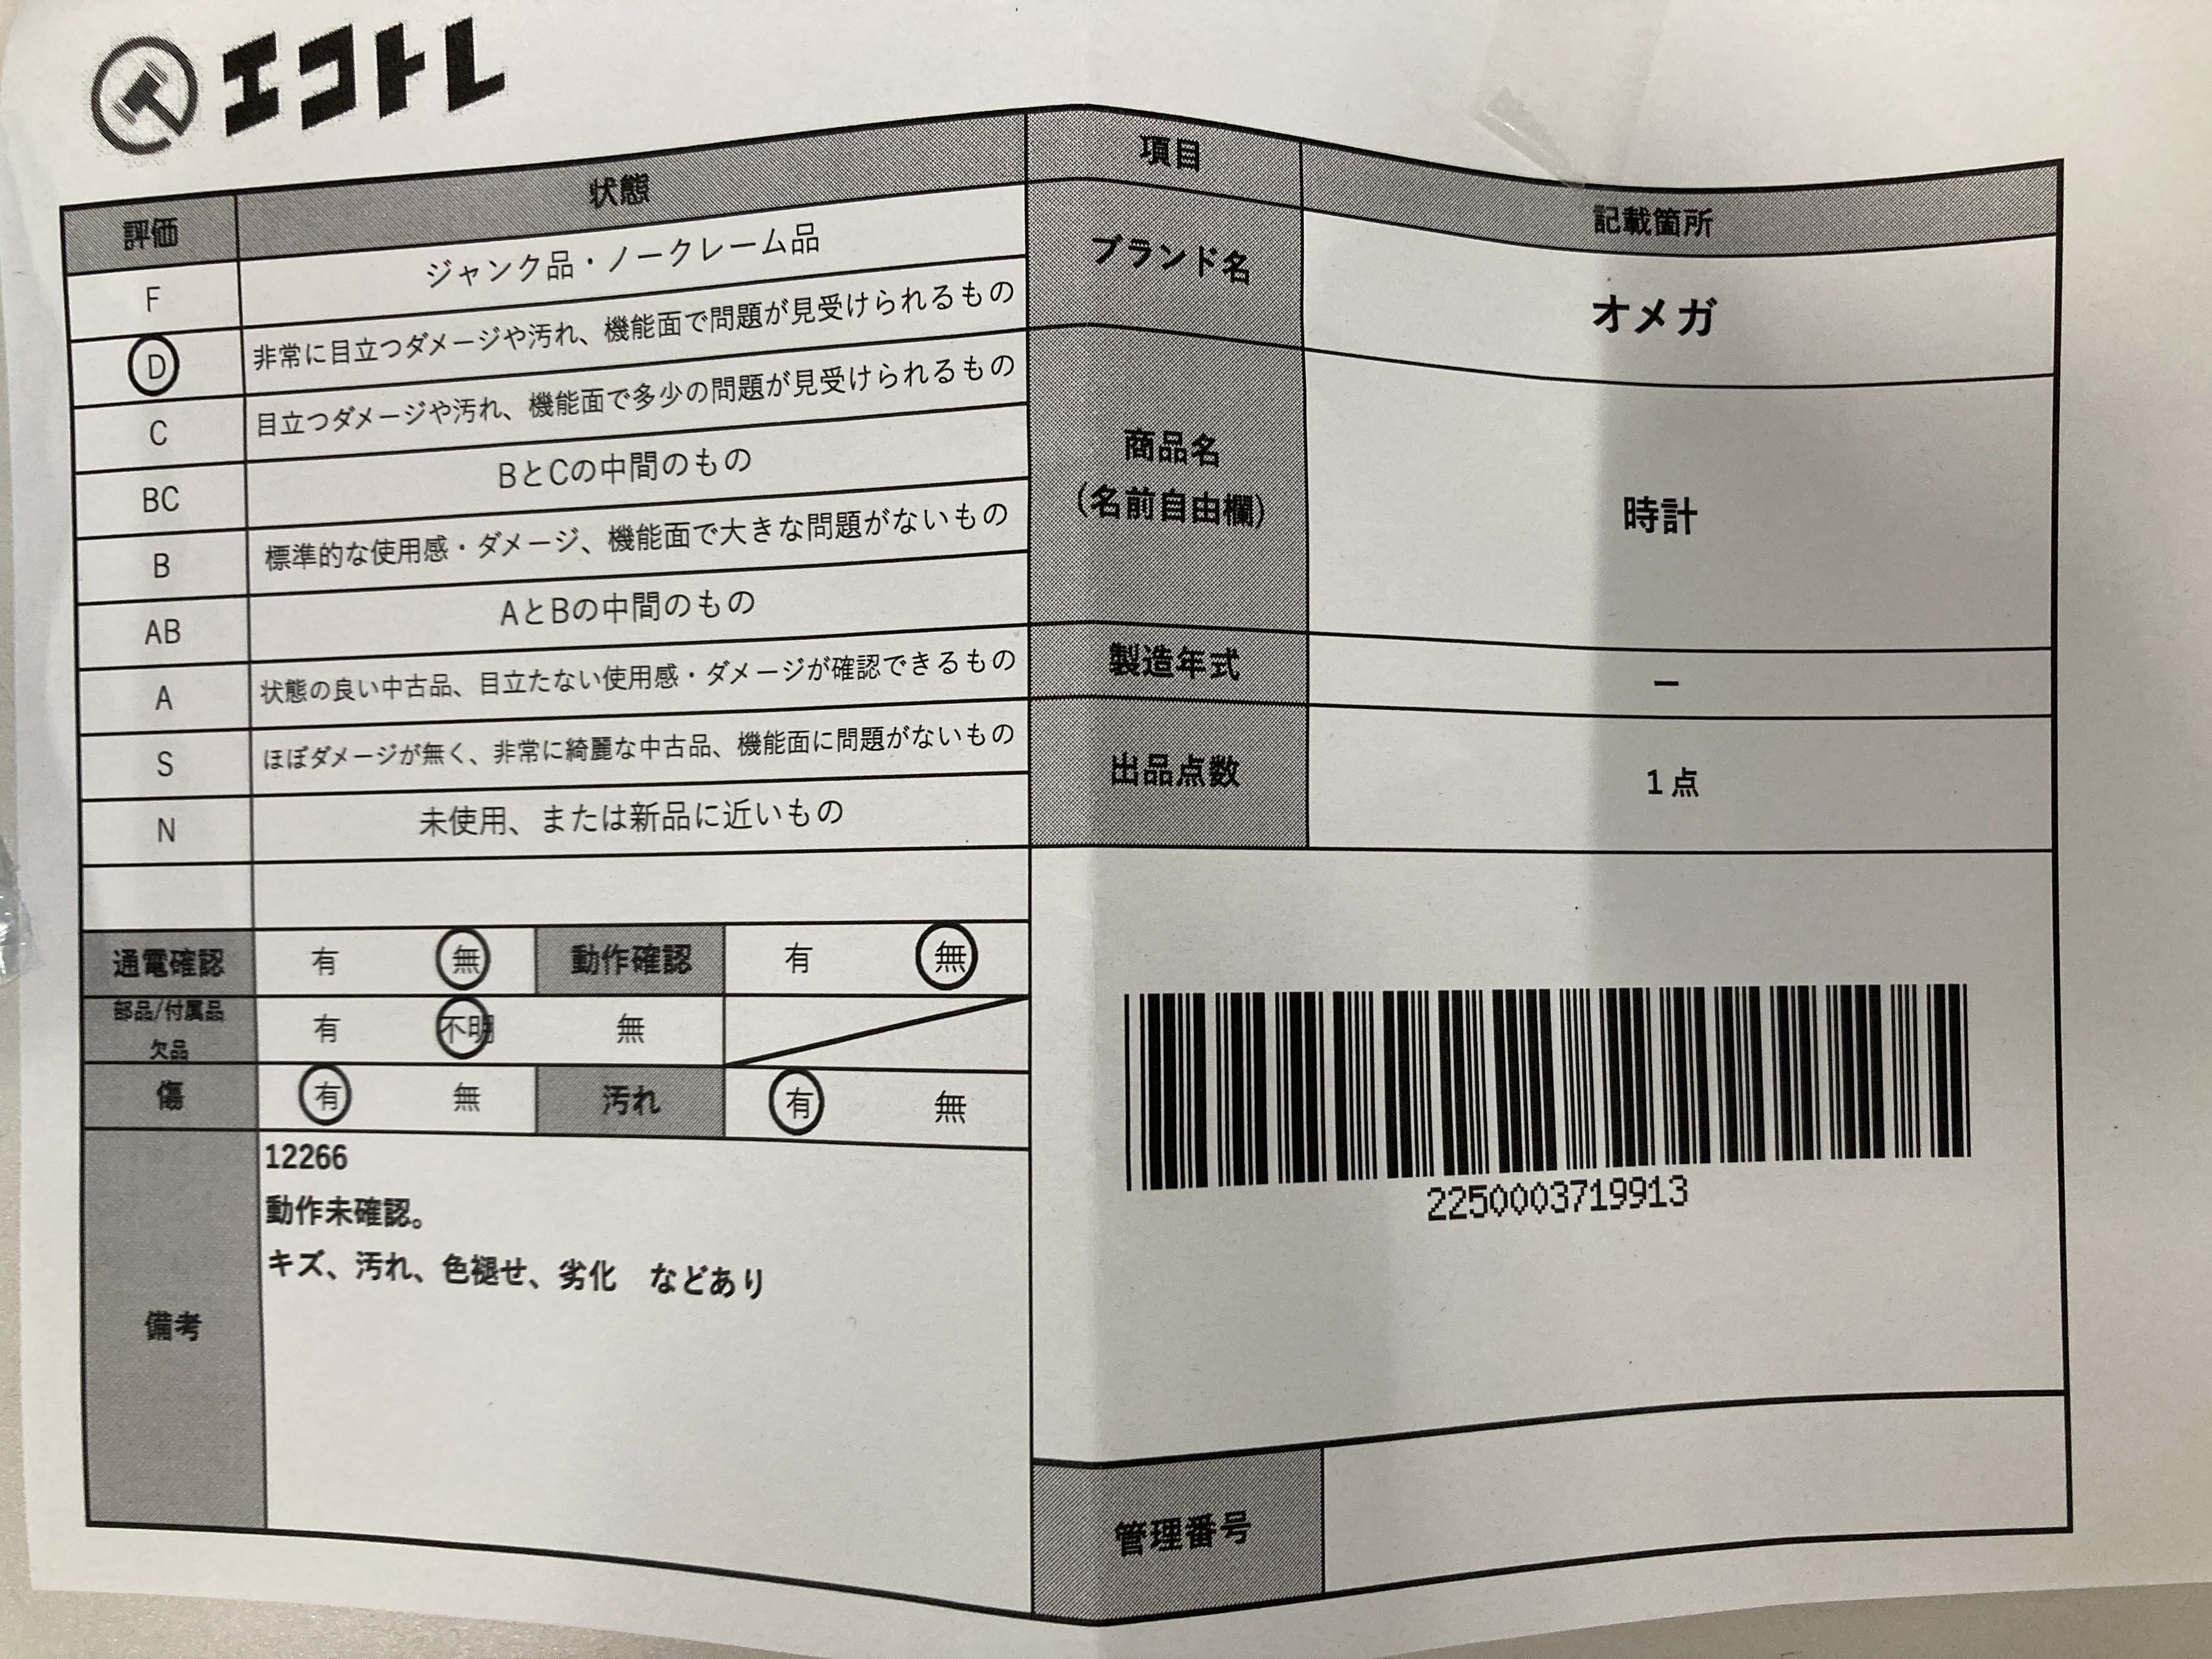 エコトレ
評価 状態
F ジャンク品・ノークレーム品
D 非常に目立つダメージや汚れ、機能面で問題が見受けられるもの
C 目立つダメージや汚れ、機能面で多少の問題が見受けられるもの
BC BとCの中間のもの
B 標準的な使用感・ダメージ、機能面で大きな問題がないもの
AB AとBの中間のもの
A 状態の良い中古品、目立たない使用感・ダメージが確認できるもの
S ほぼダメージが無く、非常に綺麗な中古品、機能面に問題がないもの
N 未使用、または新品に近いもの
通電確認 有 無 動作確認 有 無
部品/付属品
欠品
有 不明 無
傷 有 無 汚れ 有 無
備考
12266
動作未確認。
キズ、汚れ、色褪せ、劣化 などあり
項目 記載箇所
ブランド名 オメガ
商品名
(名前自由欄)
時計
製造年式 ー
出品点数 1点
2250003719913
管理番号